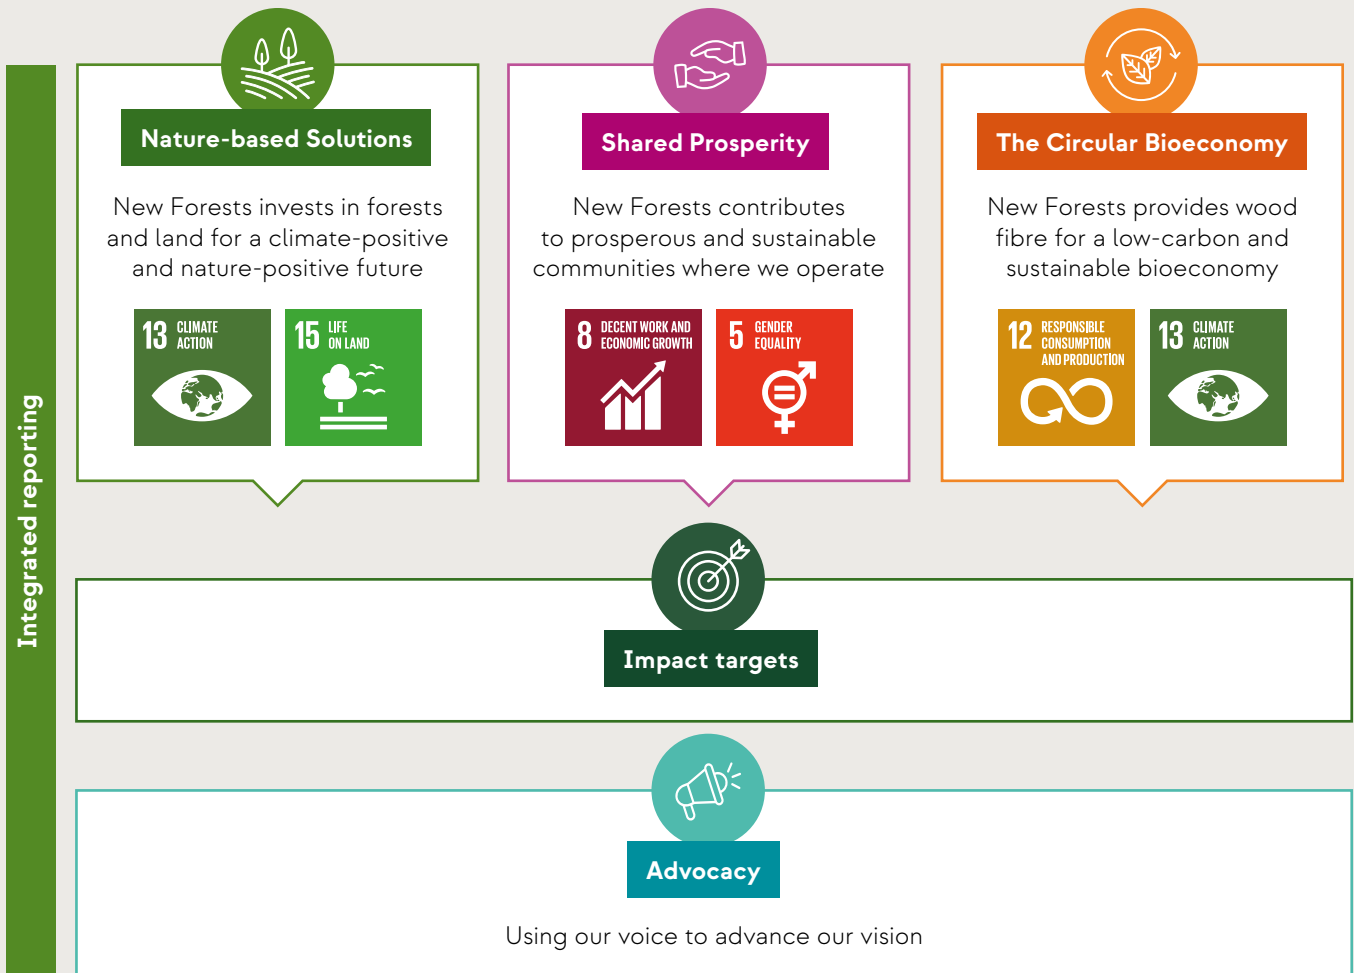 Integrated reporting
Nature-based Solutions
New Forests invests in forests
and land for a climate-positive
and nature-positive future
13 CLIMATE
ACTION
15 LIFE
ON LAND
Shared Prosperity
New Forests contributes
to prosperous and sustainable
communities where we operate
8 DECENT WORK AND
ECONOMIC GROWTH
5 GENDER
EQUALITY
The Circular Bioeconomy
New Forests provides wood
fibre for a low-carbon and
sustainable bioeconomy
12 RESPONSIBLE
CONSUMPTION
AND PRODUCTION
13 CLIMATE
ACTION
Impact targets
Advocacy
Using our voice to advance our vision